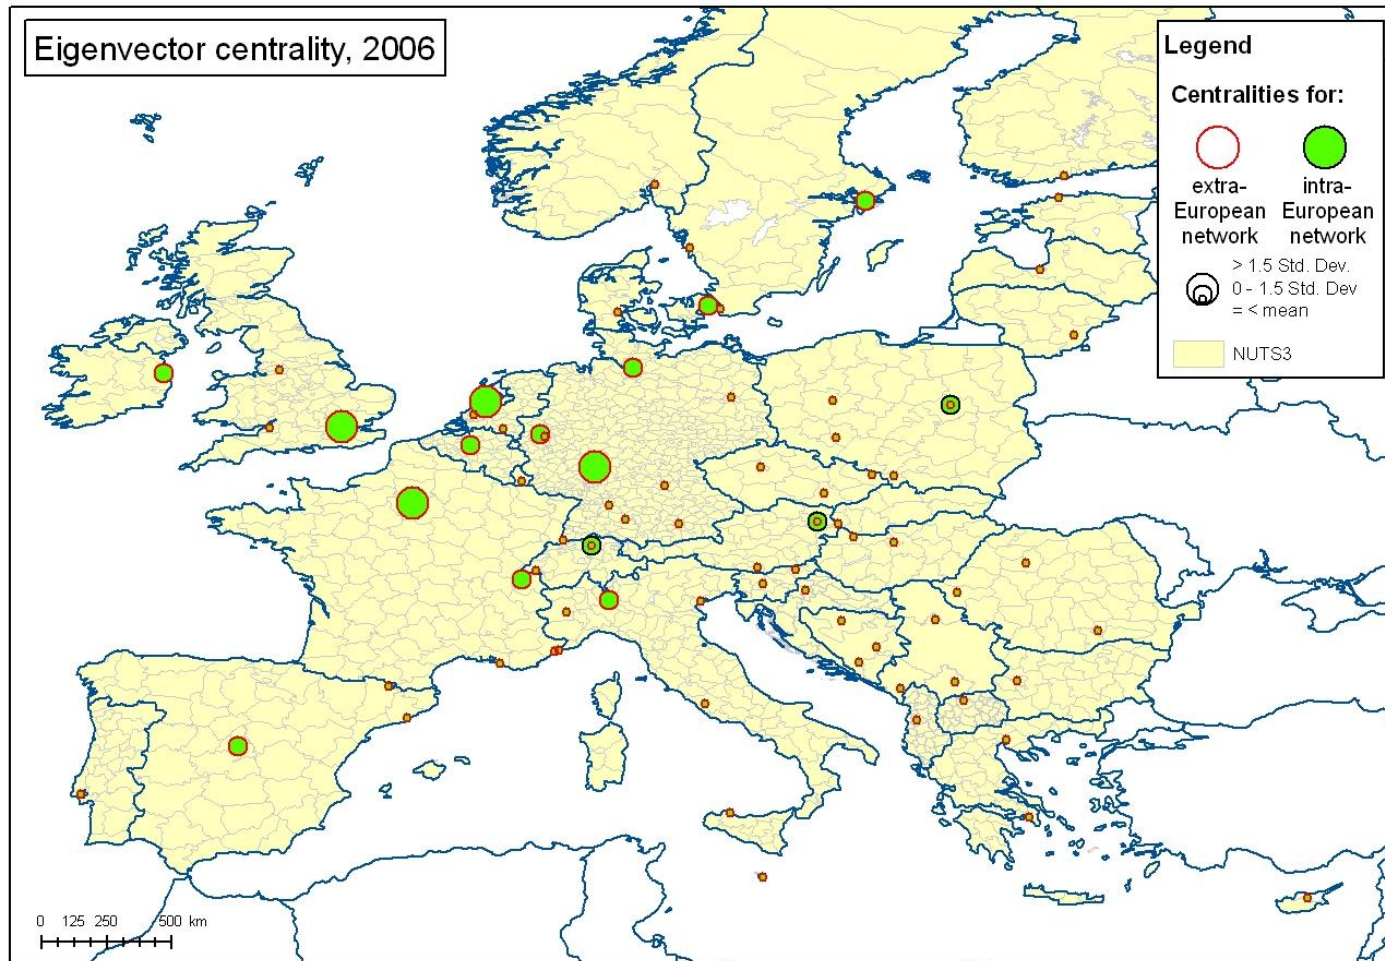 Eigenvector centrality, 2006
Legend
Centralities for:
extra- intra-
European European
network network
> 1.5 Std. Dev.
0 - 1.5 Std. Dev
= < mean
NUTS3
0 125 250 500 km